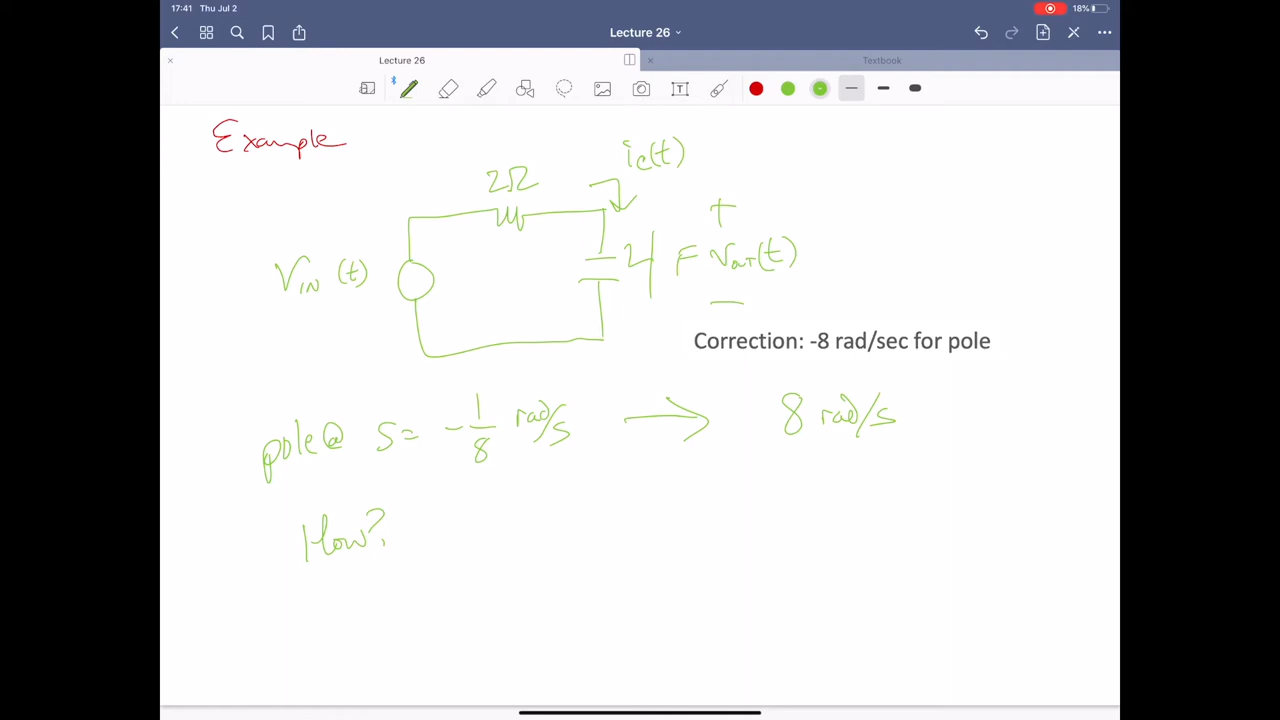 17:41 Thu Jul 2
18%
Lecture 26
Lecture 26
Textbook
Example
2Ω
ic(t)
+
VIN (t)
4 F
VOUT(t)
—
Correction: -8 rad/sec for pole
pole@ s= -1/8 rad/s → 8 rad/s
How?